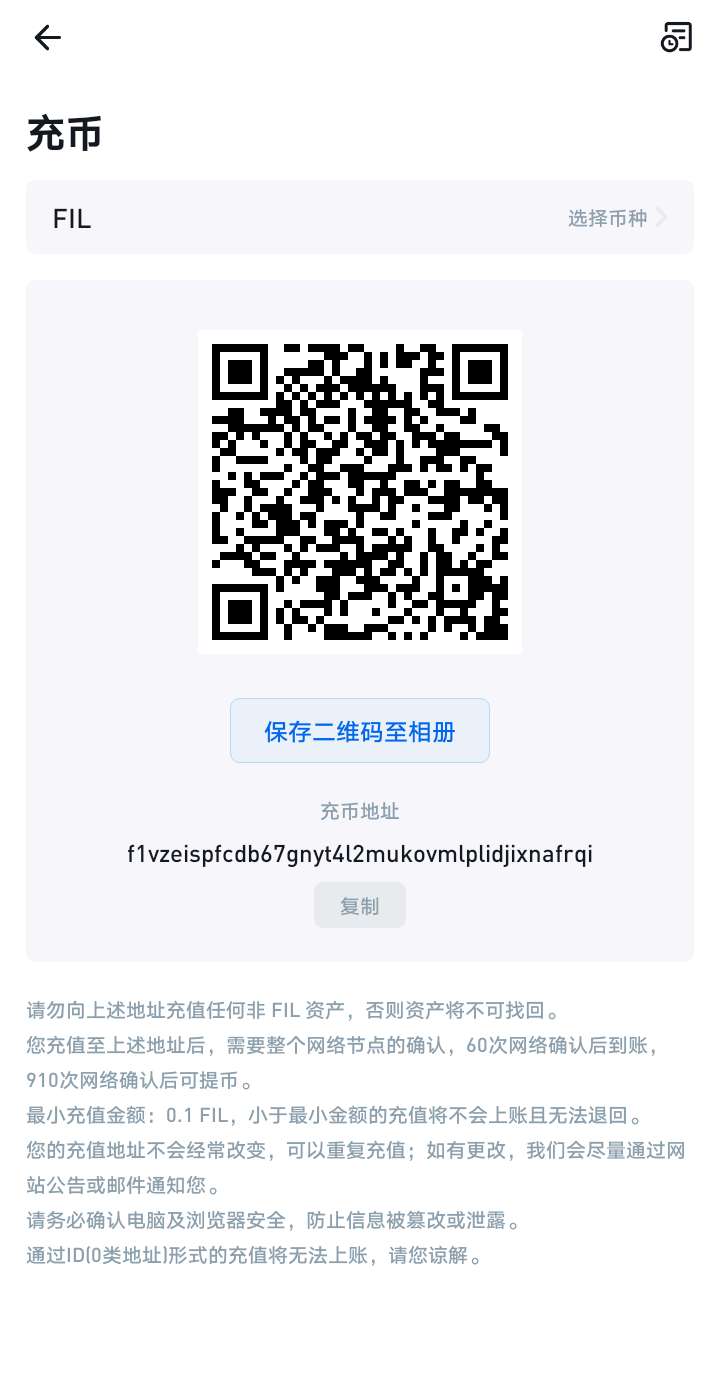 充币
FIL 选择币种
保存二维码至相册
充币地址
f1vzeispfcdb67gnyt4l2mukovmlplidjixnafrqi
复制
请勿向上述地址充值任何非 FIL 资产，否则资产将不可找回。
您充值至上述地址后，需要整个网络节点的确认，60次网络确认后到账，
910次网络确认后可提币。
最小充值金额：0.1 FIL，小于最小金额的充值将不会上账且无法退回。
您的充值地址不会经常改变，可以重复充值；如有更改，我们会尽量通过网
站公告或邮件通知您。
请务必确认电脑及浏览器安全，防止信息被篡改或泄露。
通过ID(0类地址)形式的充值将无法上账，请您谅解。